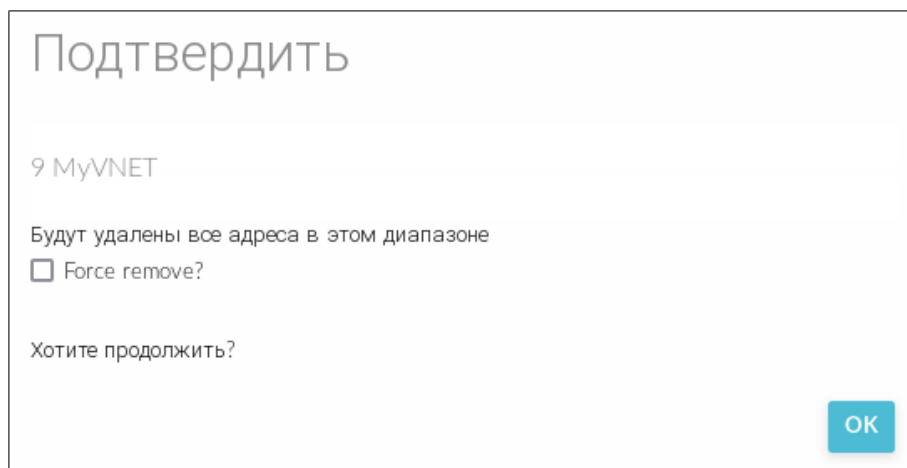 Подтвердить
9 MyVNET
Будут удалены все адреса в этом диапазоне
Force remove?
Хотите продолжить?
OK